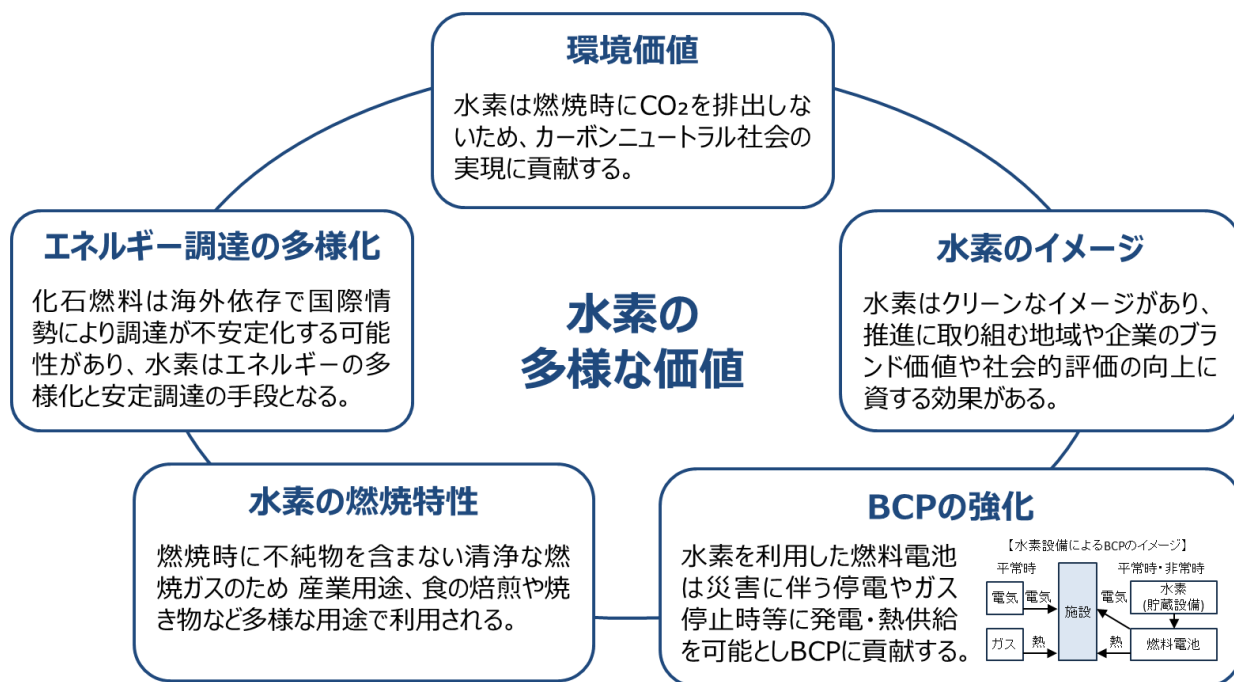 環境価値
水素は燃焼時にCO₂を排出しな
いため、カーボンニュートラル社会の
実現に貢献する。
エネルギー調達の多様化
化石燃料は海外依存で国際情
勢により調達が不安定化する可能
性があり、水素はエネルギーの多
様化と安定調達の手段となる。
水素の
多様な価値
水素のイメージ
水素はクリーンなイメージがあり、
推進に取り組む地域や企業のブ
ランド価値や社会的評価の向上に
資する効果がある。
水素の燃焼特性
燃焼時に不純物を含まない清浄な燃
焼ガスのため 産業用途、食の焙煎や焼
き物など多様な用途で利用される。
BCPの強化
水素を利用した燃料電池
は災害に伴う停電やガス
停止時等に発電・熱供給
を可能としBCPに貢献する。
【水素設備によるBCPのイメージ】
平常時 平常時・非常時
電気 電気 施設 電気 水素
(貯蔵設備)
ガス 熱 熱 燃料電池